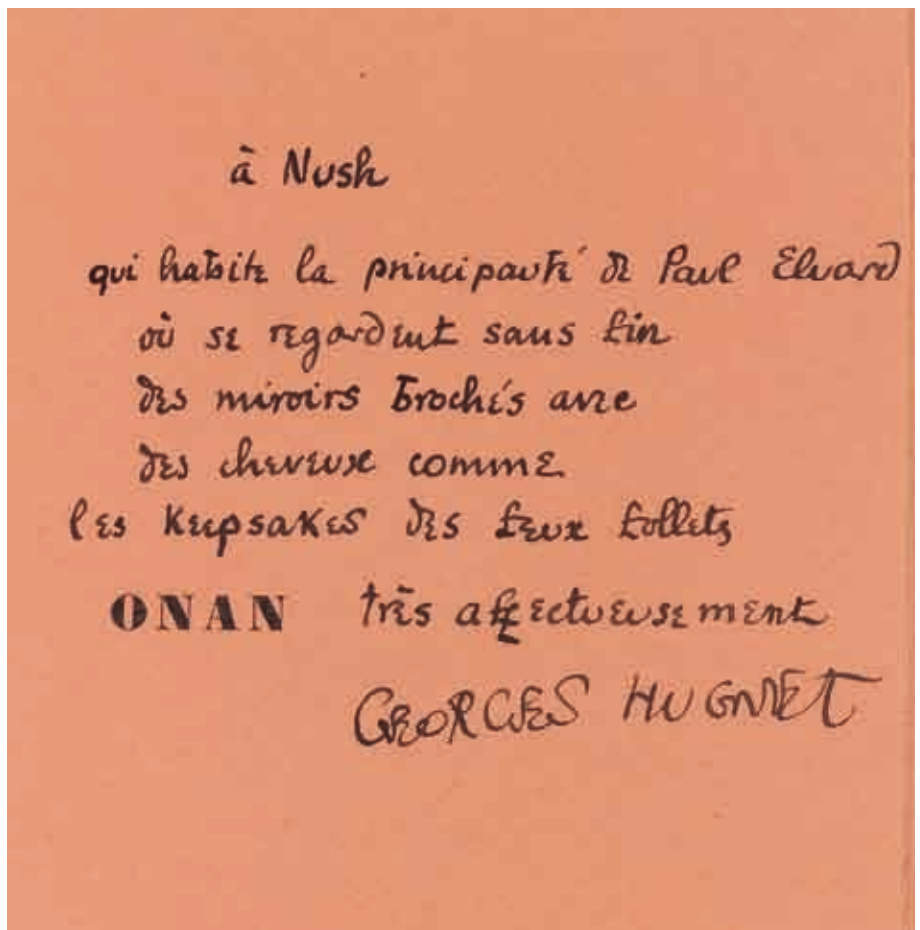 à Nush
qui habite la principauté de Paul Eluard
où se regardent sans fin
des miroirs brochés avec
des cheveux comme
les keepsakes des feux follets
ONAN très affectueusement
GEORGES HUGNET